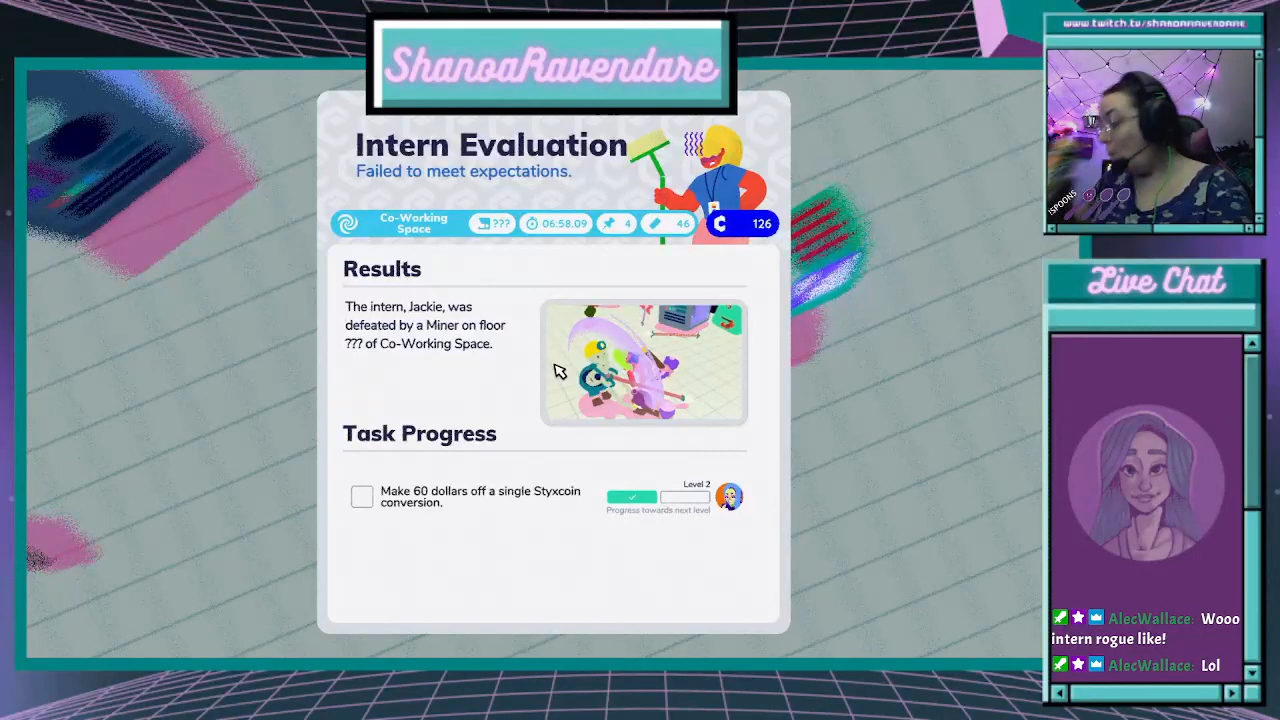 ShanoaRavendare
www.twitch.tv/shanoaravendare
Intern Evaluation
Failed to meet expectations.
Co-Working
Space
???
06:58.09
4
46
126
Results
The intern, Jackie, was
defeated by a Miner on floor
??? of Co-Working Space.
Task Progress
Make 60 dollars off a single Styxcoin
conversion.
Level 2
Progress towards next level
Live Chat
AlecWallace: Wooo
intern rogue like!
AlecWallace: Lol